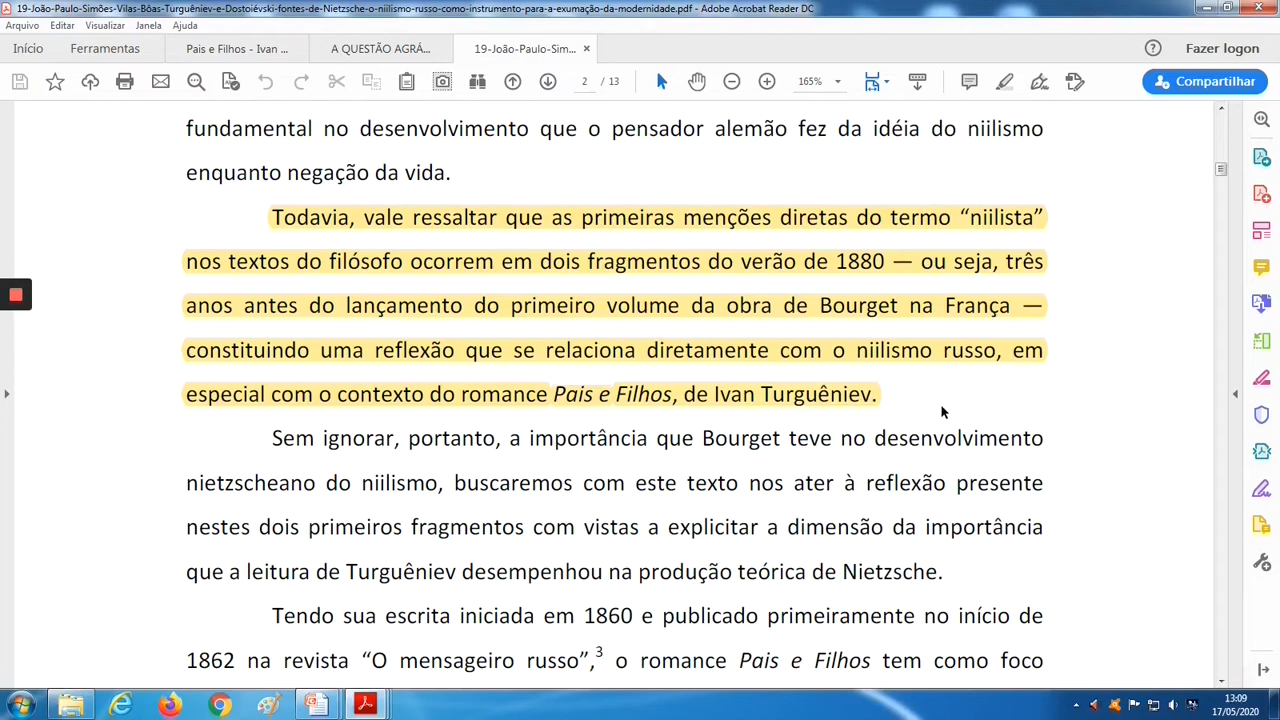 19-João-Paulo-Simões-Vilas-Bôas-Turguêniev-e-Dostoiévski-fontes-de-Nietzsche-o-niilismo-russo-como-instrumento-para-a-exumação-da-modernidade.pdf - Adobe Acrobat Reader DC
Arquivo Editar Visualizar Janela Ajuda
Início Ferramentas Pais e Filhos - Ivan ... A QUESTÃO AGRÁ... 19-João-Paulo-Sim... × Fazer logon
2 / 13 165% Compartilhar
fundamental no desenvolvimento que o pensador alemão fez da idéia do niilismo
enquanto negação da vida.
Todavia, vale ressaltar que as primeiras menções diretas do termo “niilista”
nos textos do filósofo ocorrem em dois fragmentos do verão de 1880 — ou seja, três
anos antes do lançamento do primeiro volume da obra de Bourget na França —
constituindo uma reflexão que se relaciona diretamente com o niilismo russo, em
especial com o contexto do romance Pais e Filhos, de Ivan Turguêniev.
Sem ignorar, portanto, a importância que Bourget teve no desenvolvimento
nietzscheano do niilismo, buscaremos com este texto nos ater à reflexão presente
nestes dois primeiros fragmentos com vistas a explicitar a dimensão da importância
que a leitura de Turguêniev desempenhou na produção teórica de Nietzsche.
Tendo sua escrita iniciada em 1860 e publicado primeiramente no início de
1862 na revista “O mensageiro russo”,3 o romance Pais e Filhos tem como foco
13:09
17/05/2020